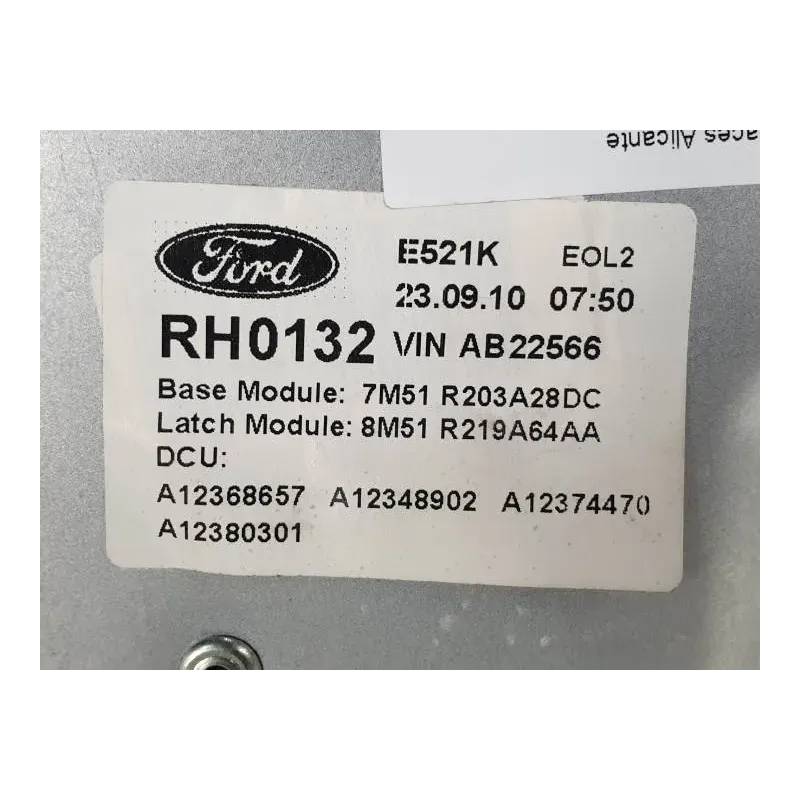 aces Alicante
Ford
E521K EOL2
23.09.10 07:50
RH0132 VIN AB22566
Base Module: 7M51 R203A28DC
Latch Module: 8M51 R219A64AA
DCU:
A12368657 A12348902 A12374470
A12380301